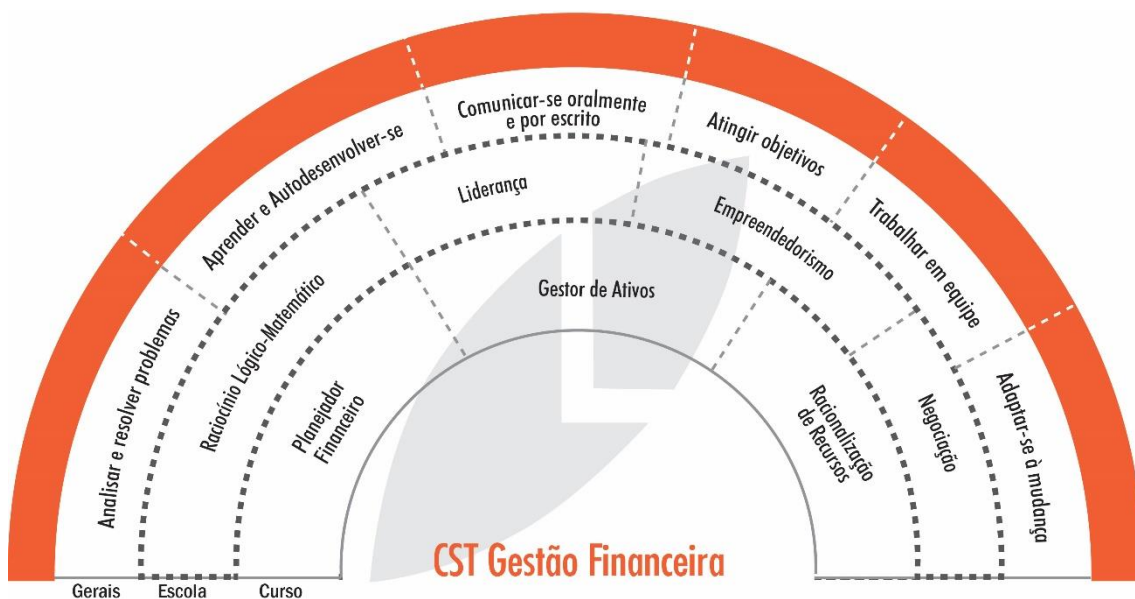 Analisar e resolver problemas
Aprender e Autodesenvolver-se
Comunicar-se oralmente
e por escrito
Atingir objetivos
Trabalhar em equipe
Adaptar-se à mudança
Raciocínio Lógico-Matemático
Liderança
Empreendedorismo
Negociação
Planejador
Financeiro
Gestor de Ativos
Racionalização
de Recursos
CST Gestão Financeira
Gerais
Escola
Curso